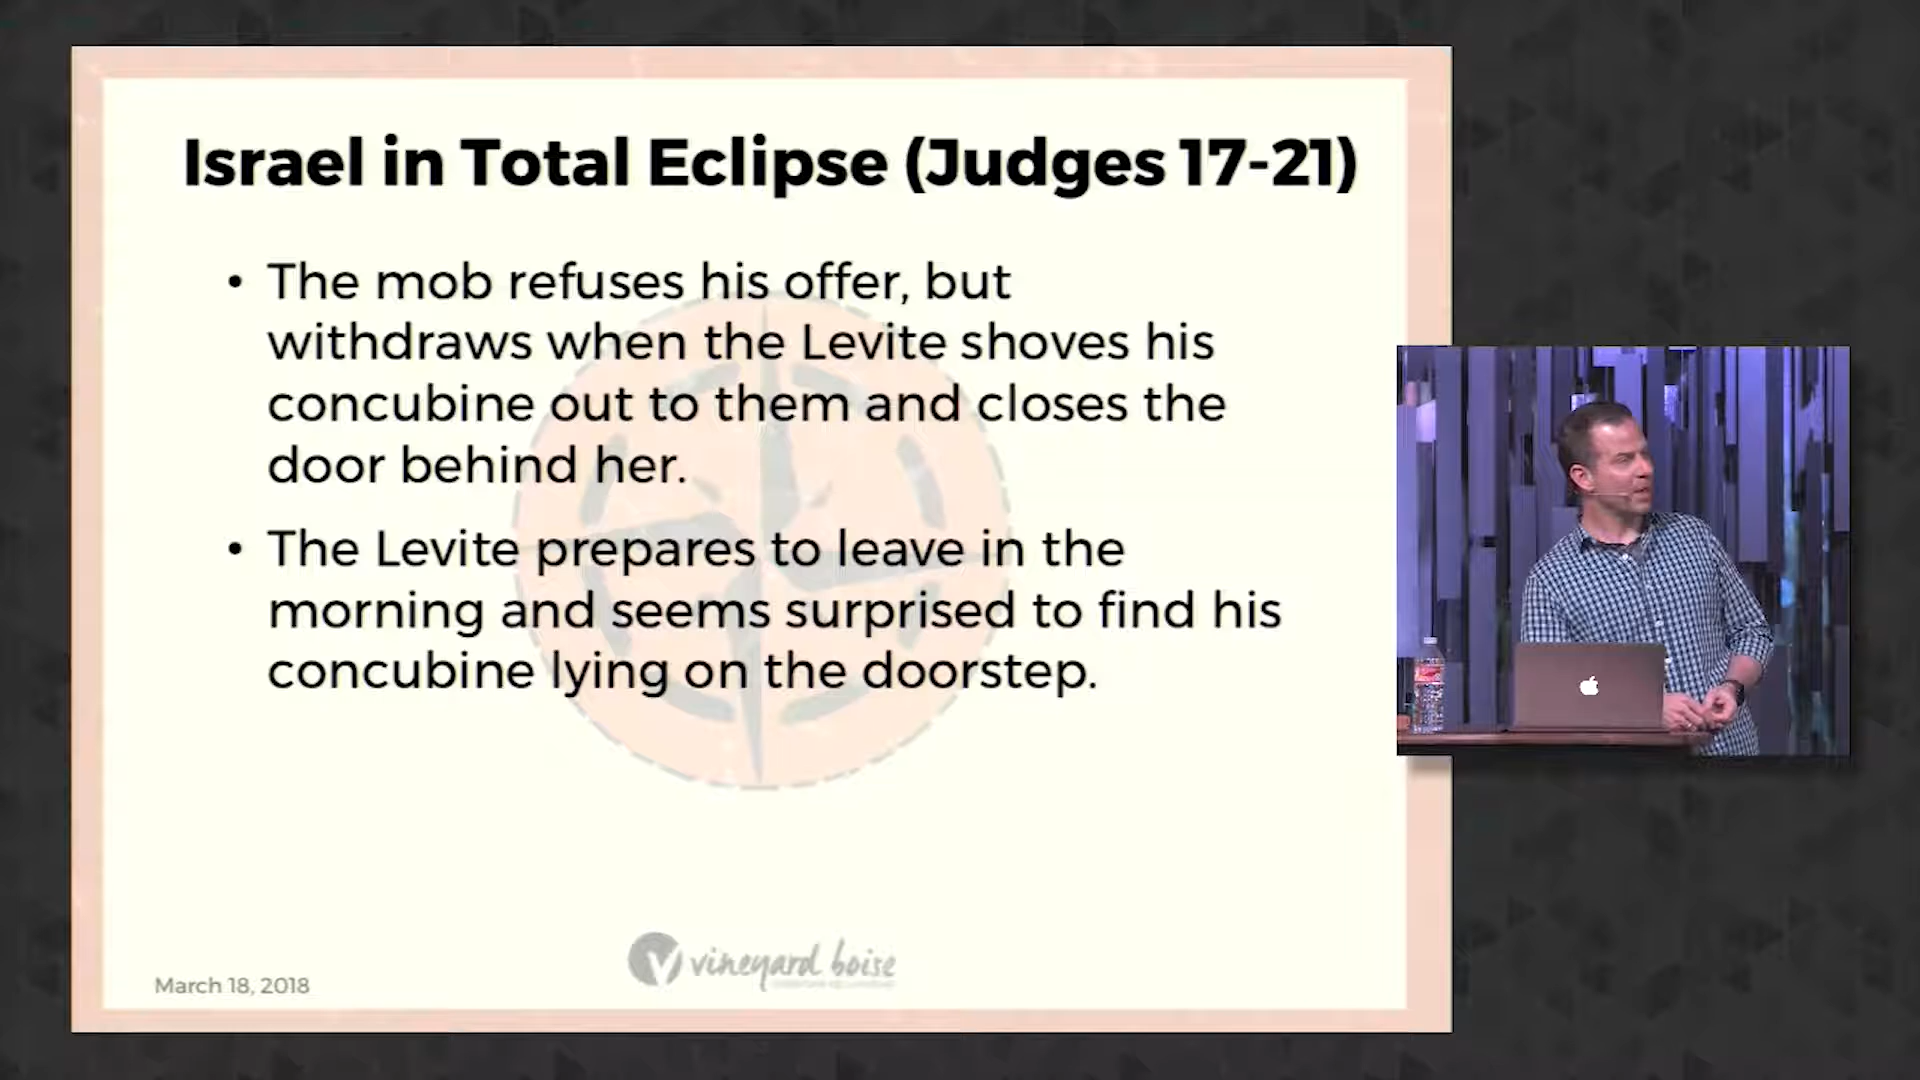 Israel in Total Eclipse (Judges 17-21)
• The mob refuses his offer, but
withdraws when the Levite shoves his
concubine out to them and closes the
door behind her.
• The Levite prepares to leave in the
morning and seems surprised to find his
concubine lying on the doorstep.
vineyard boise
March 18, 2018